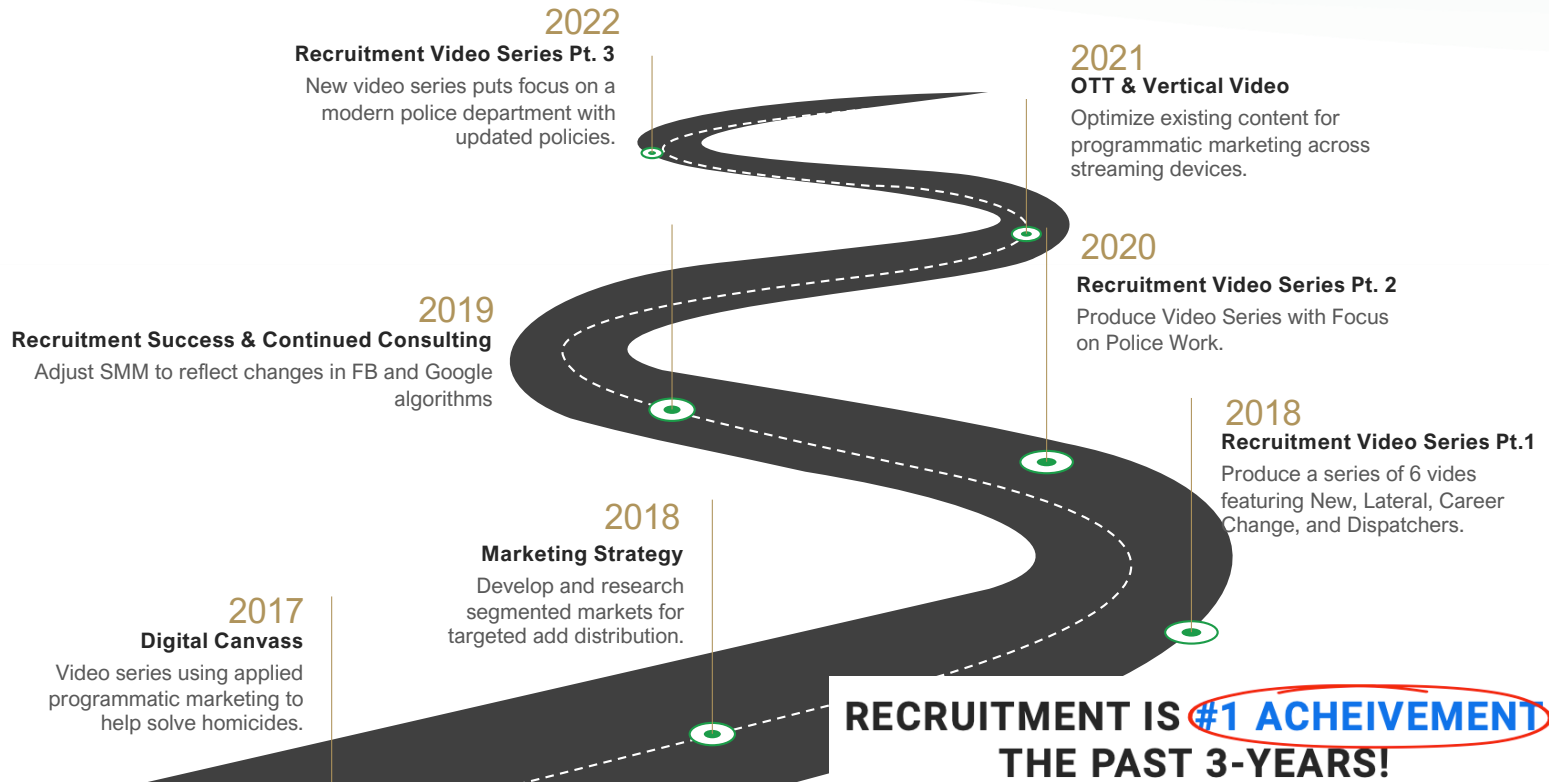 2022
Recruitment Video Series Pt. 3
New video series puts focus on a
modern police department with
updated policies.
2021
OTT & Vertical Video
Optimize existing content for
programmatic marketing across
streaming devices.
2020
Recruitment Video Series Pt. 2
Produce Video Series with Focus
on Police Work.
2019
Recruitment Success & Continued Consulting
Adjust SMM to reflect changes in FB and Google
algorithms
2018
Recruitment Video Series Pt.1
Produce a series of 6 vides
featuring New, Lateral, Career
Change, and Dispatchers.
2018
Marketing Strategy
Develop and research
segmented markets for
targeted add distribution.
2017
Digital Canvass
Video series using applied
programmatic marketing to
help solve homicides.
RECRUITMENT IS #1 ACHEIVEMENT
THE PAST 3-YEARS!